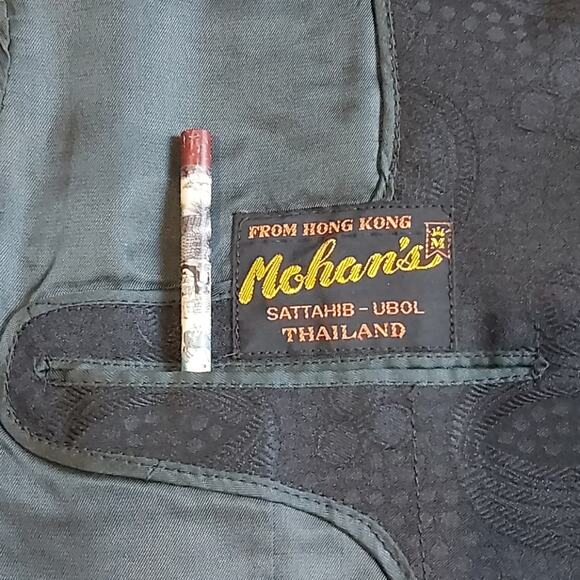 FROM HONG KONG
M
Mohan's
SATTAHIB - UBOL
THAILAND